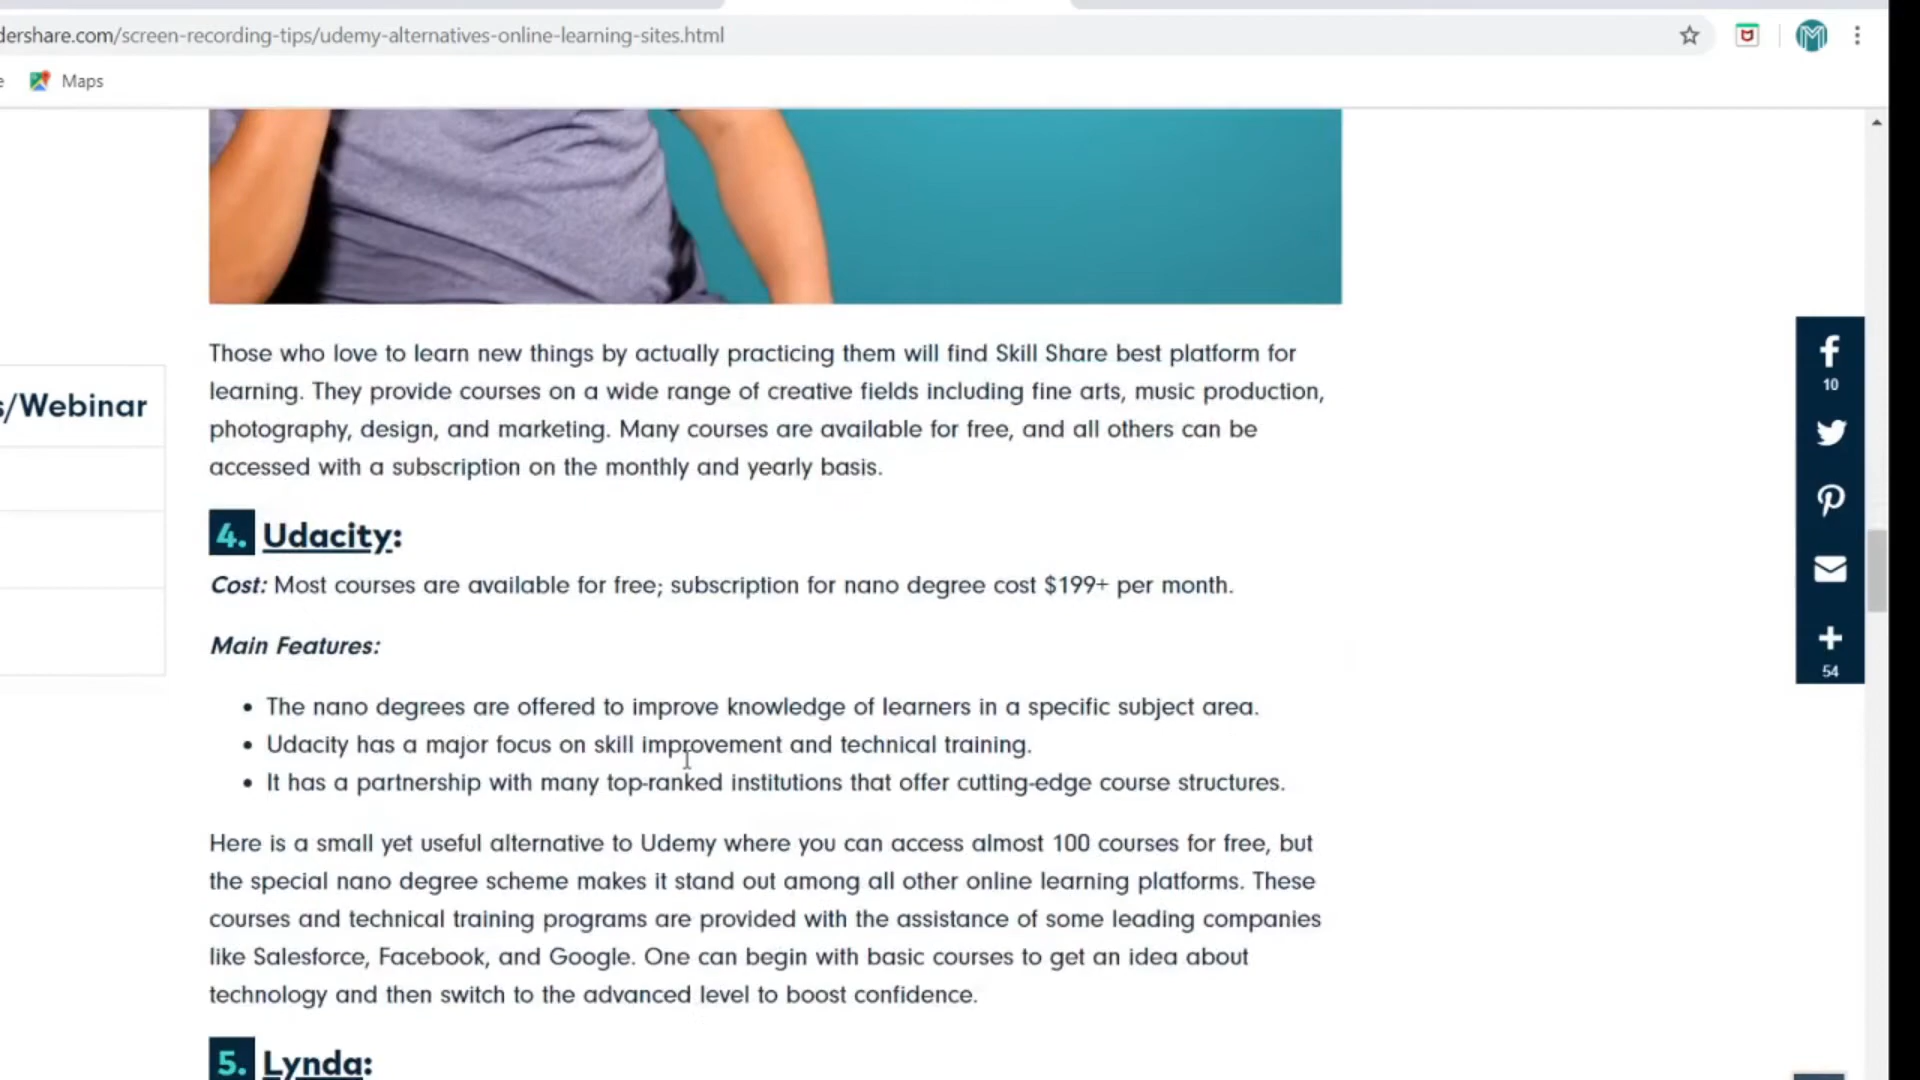 dershare.com/screen-recording-tips/udemy-alternatives-online-learning-sites.html
e Maps
Those who love to learn new things by actually practicing them will find Skill Share best platform for
learning. They provide courses on a wide range of creative fields including fine arts, music production,
s/Webinar
photography, design, and marketing. Many courses are available for free, and all others can be
accessed with a subscription on the monthly and yearly basis.
10
4. Udacity:
Cost: Most courses are available for free; subscription for nano degree cost $199+ per month.
Main Features:
54
• The nano degrees are offered to improve knowledge of learners in a specific subject area.
• Udacity has a major focus on skill improvement and technical training.
• It has a partnership with many top-ranked institutions that offer cutting-edge course structures.
Here is a small yet useful alternative to Udemy where you can access almost 100 courses for free, but
the special nano degree scheme makes it stand out among all other online learning platforms. These
courses and technical training programs are provided with the assistance of some leading companies
like Salesforce, Facebook, and Google. One can begin with basic courses to get an idea about
technology and then switch to the advanced level to boost confidence.
5. Lynda: